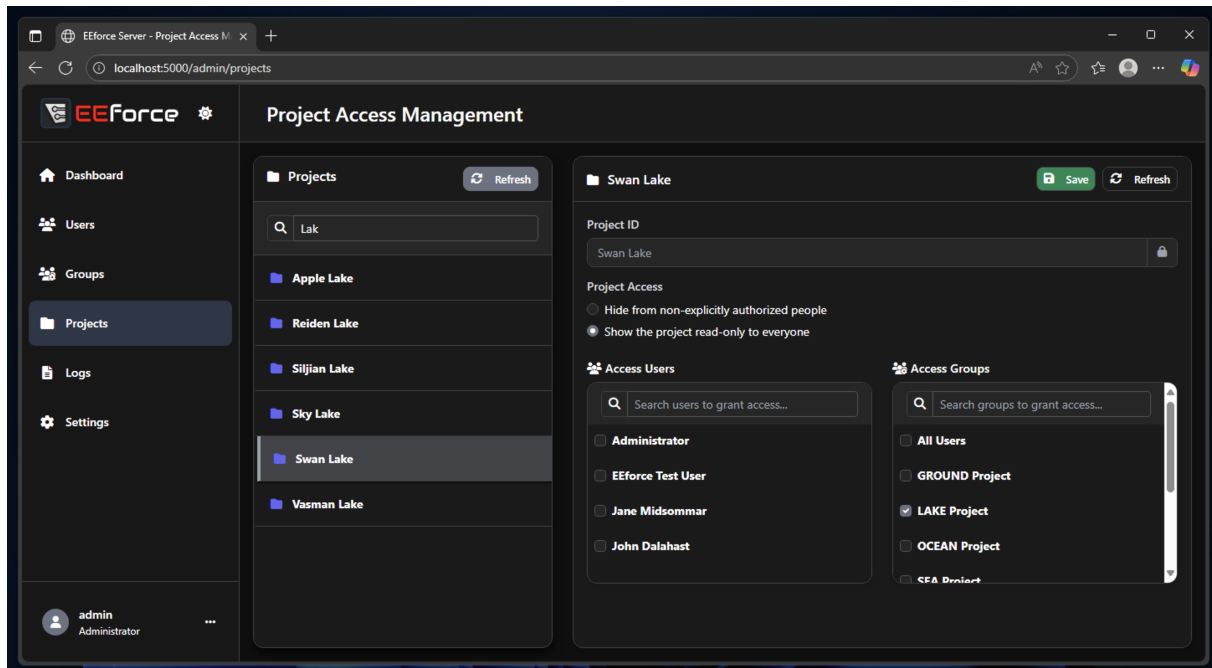 EEforce Server - Project Access M
localhost:5000/admin/projects
EEforce
Project Access Management
Dashboard
Users
Groups
Projects
Logs
Settings
admin
Administrator
Projects
Refresh
Lak
Apple Lake
Reiden Lake
Siljian Lake
Sky Lake
Swan Lake
Vasman Lake
Swan Lake
Save
Refresh
Project ID
Swan Lake
Project Access
Hide from non-explicitly authorized people
Show the project read-only to everyone
Access Users
Search users to grant access...
Administrator
EEforce Test User
Jane Midsommar
John Dalahast
Access Groups
Search groups to grant access...
All Users
GROUND Project
LAKE Project
OCEAN Project
SEA Project